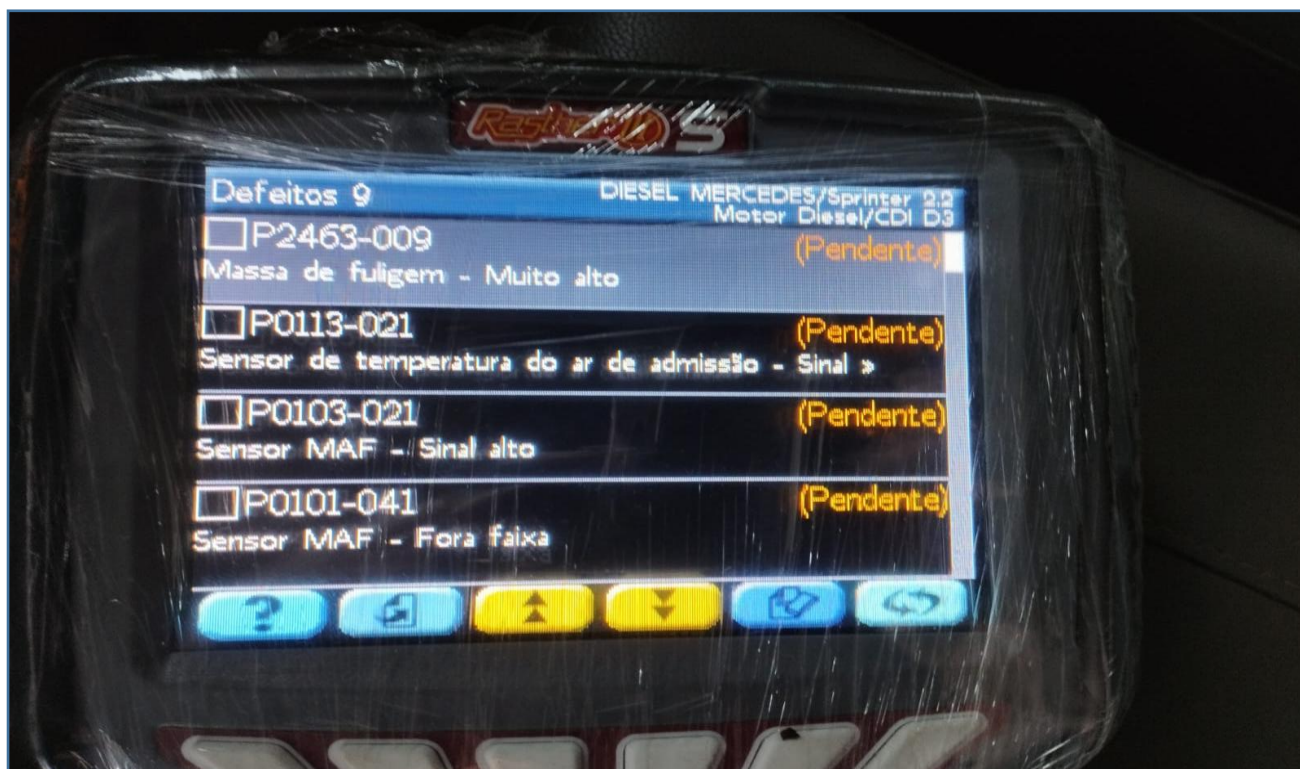 Rasther S
Defeitos 9
DIESEL MERCEDES/Sprinter 2.2
Motor Diesel/CDI D3
P2463-009 (Pendente)
Massa de fuligem - Muito alto
P0113-021 (Pendente)
Sensor de temperatura do ar de admissão - Sinal »
P0103-021 (Pendente)
Sensor MAF - Sinal alto
P0101-041 (Pendente)
Sensor MAF - Fora faixa
?